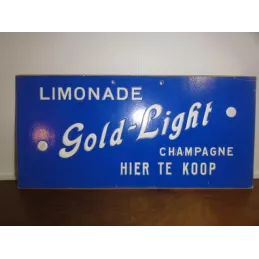 LIMONADE
Gold-Light
CHAMPAGNE
HIER TE KOOP